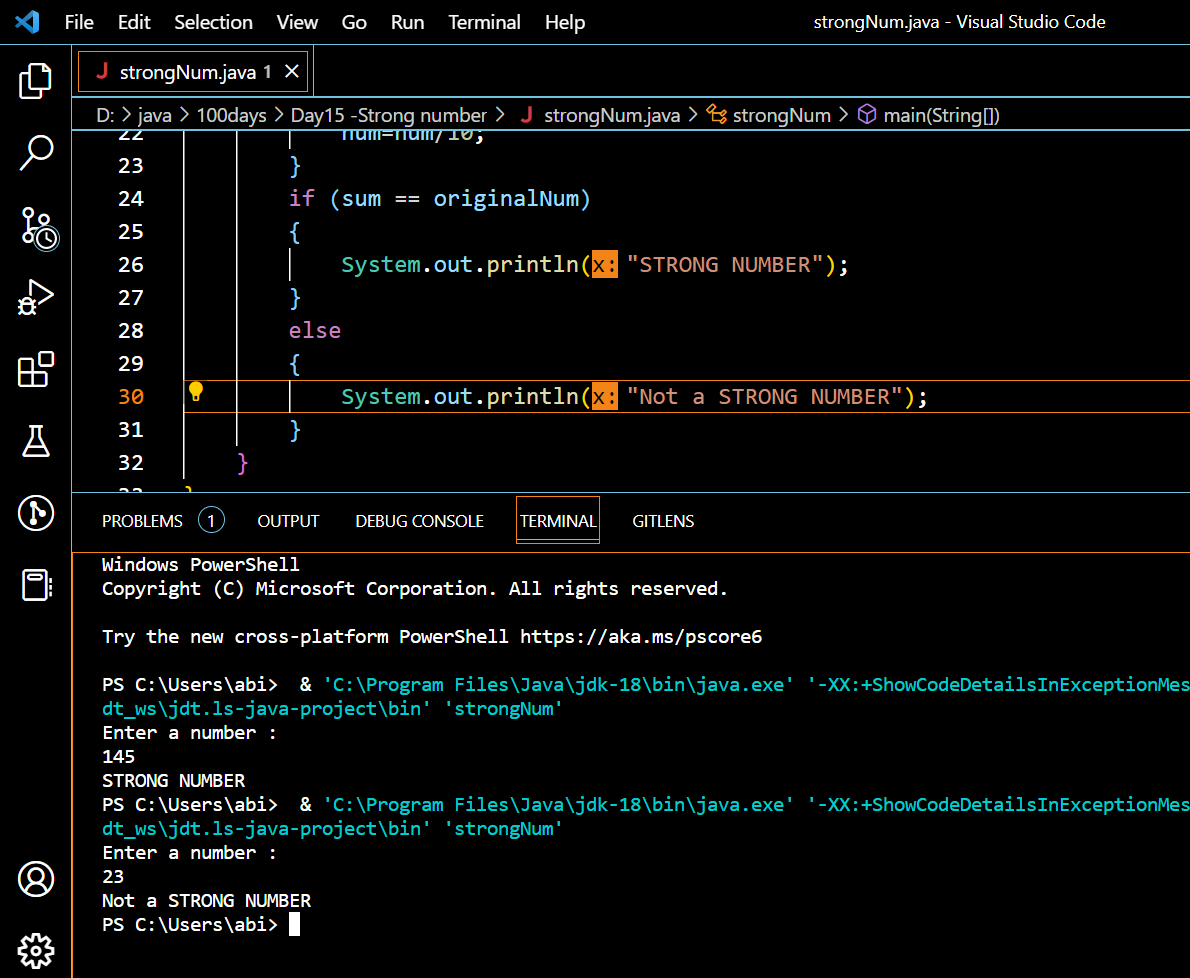 File Edit Selection View Go Run Terminal Help strongNum.java - Visual Studio Code
J strongNum.java 1
D: > java > 100days > Day15 -Strong number > J strongNum.java > strongNum > main(String[])
22 num=num/10;
23 }
24 if (sum == originalNum)
25 {
26 System.out.println(x: "STRONG NUMBER");
27 }
28 else
29 {
30 System.out.println(x: "Not a STRONG NUMBER");
31 }
32 }
33 }
PROBLEMS 1 OUTPUT DEBUG CONSOLE TERMINAL GITLENS
Windows PowerShell
Copyright (C) Microsoft Corporation. All rights reserved.
Try the new cross-platform PowerShell https://aka.ms/pscore6
PS C:\Users\abi>  & 'C:\Program Files\Java\jdk-18\bin\java.exe' '-XX:+ShowCodeDetailsInExceptionMes
dt_ws\jdt.ls-java-project\bin' 'strongNum'
Enter a number :
145
STRONG NUMBER
PS C:\Users\abi>  & 'C:\Program Files\Java\jdk-18\bin\java.exe' '-XX:+ShowCodeDetailsInExceptionMes
dt_ws\jdt.ls-java-project\bin' 'strongNum'
Enter a number :
23
Not a STRONG NUMBER
PS C:\Users\abi>